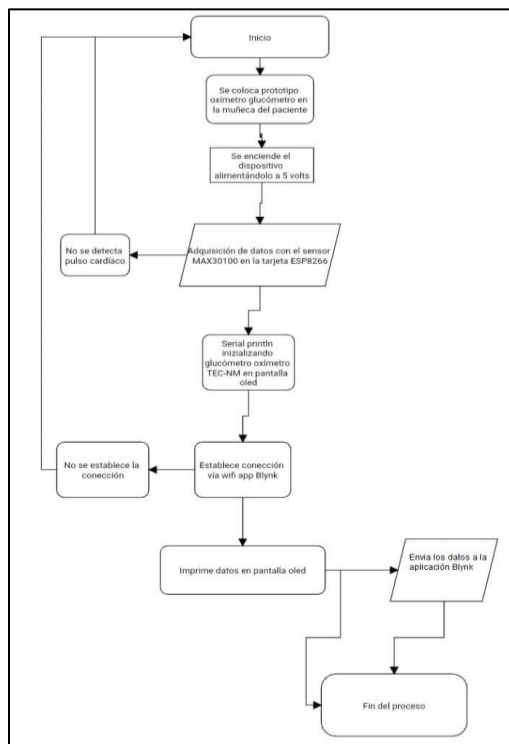 Inicio
Se coloca prototipo
oxímetro glucómetro en
la muñeca del paciente
Se enciende el
dispositivo
alimentándolo a 5 volts
Adquisición de datos con el sensor
MAX30100 en la tarjeta ESP8266
No se detecta
pulso cardíaco
Serial println
inizializando
glucómetro oxímetro
TEC-NM en pantalla
oled
Establece conección
vía wifi app Blynk
No se establece la
conección
Imprime datos en pantalla oled
Envia los datos a la
aplicación Blynk
Fin del proceso